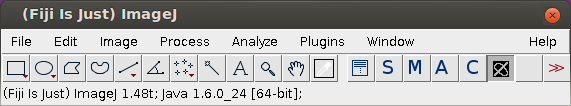 (Fiji Is Just) ImageJ
File Edit Image Process Analyze Plugins Window Help
A S M A C >>
(Fiji Is Just) ImageJ 1.48t; Java 1.6.0_24 [64-bit];